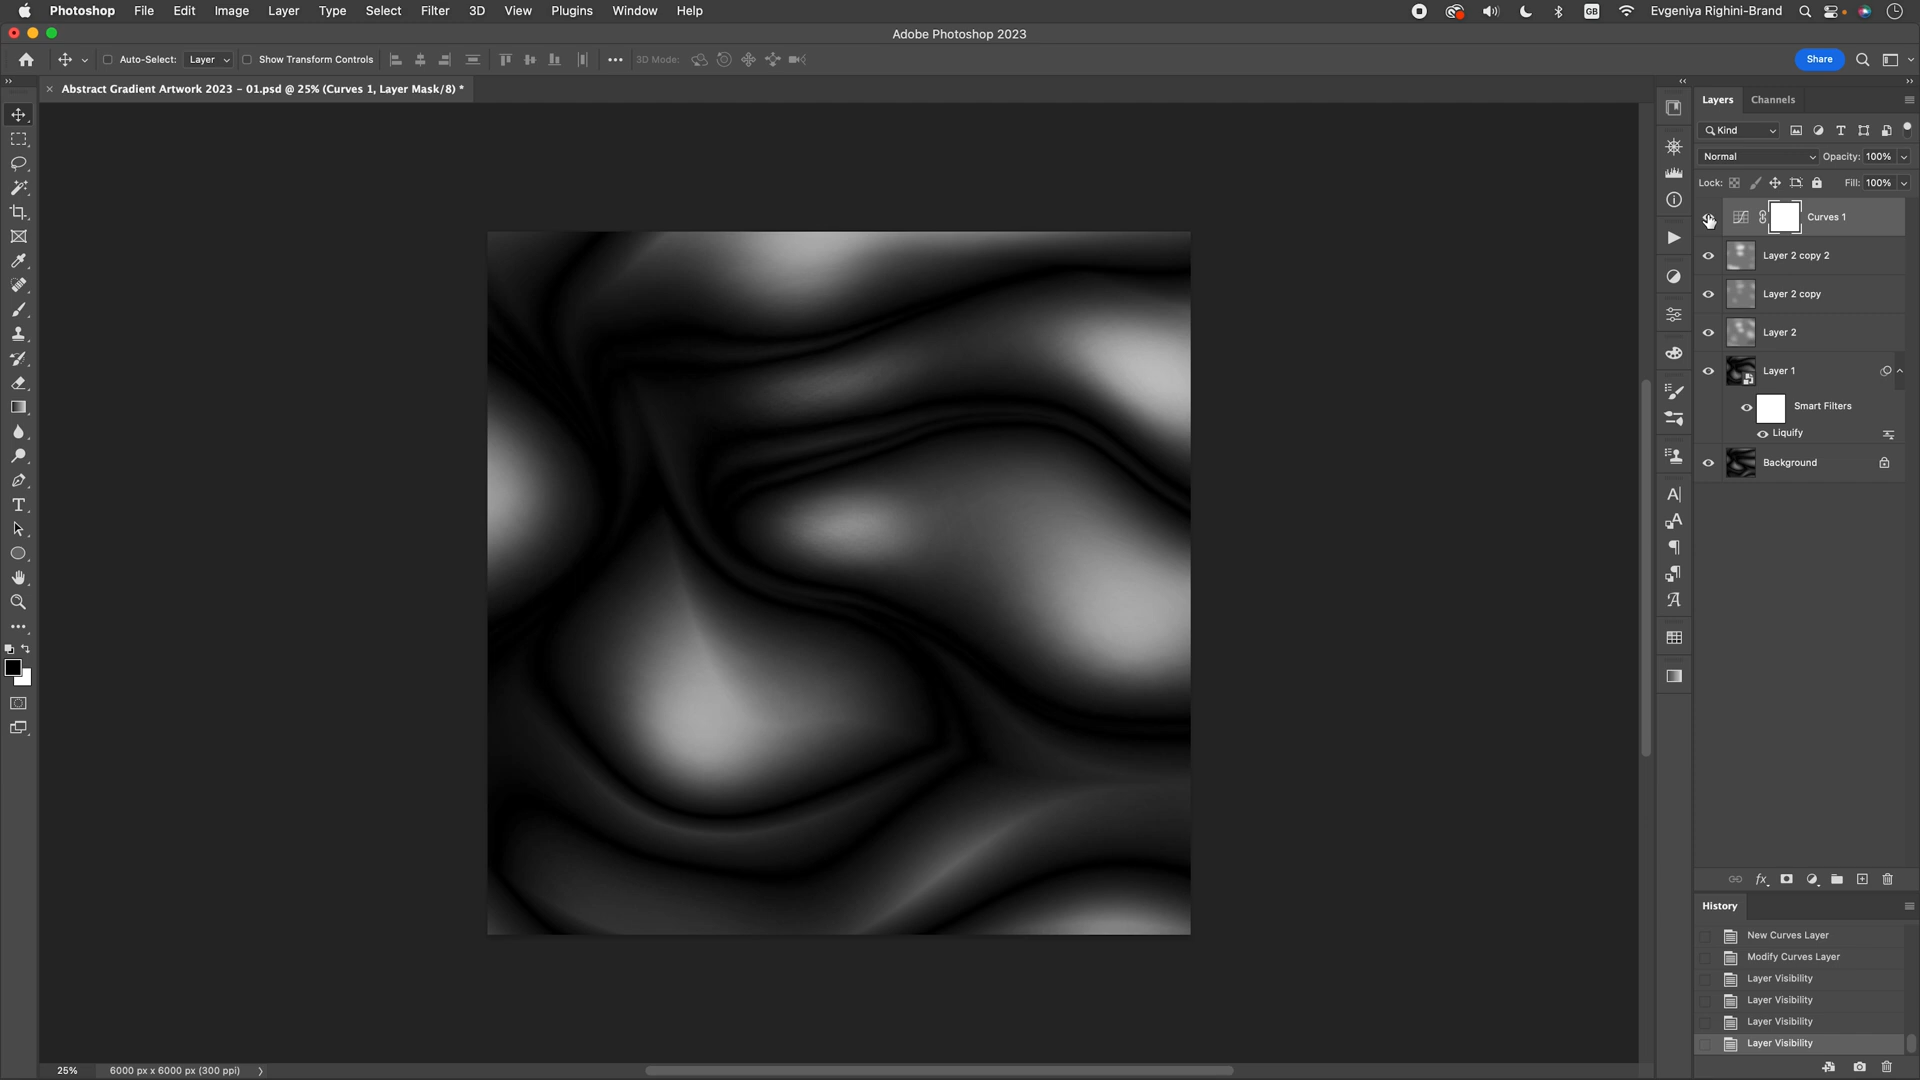 Photoshop File Edit Image Layer Type Select Filter 3D View Plugins Window Help GB Evgeniya Righini-Brand
Adobe Photoshop 2023
Auto-Select: Layer Show Transform Controls 3D Mode: Share
Abstract Gradient Artwork 2023 - 01.psd @ 25% (Curves 1, Layer Mask/8) *
Layers Channels
Kind
Normal Opacity: 100%
Lock: Fill: 100%
Curves 1
Layer 2 copy 2
Layer 2 copy
Layer 2
Layer 1
Smart Filters
Liquify
Background
fx
History
New Curves Layer
Modify Curves Layer
Layer Visibility
Layer Visibility
Layer Visibility
Layer Visibility
25% 6000 px x 6000 px (300 ppi)